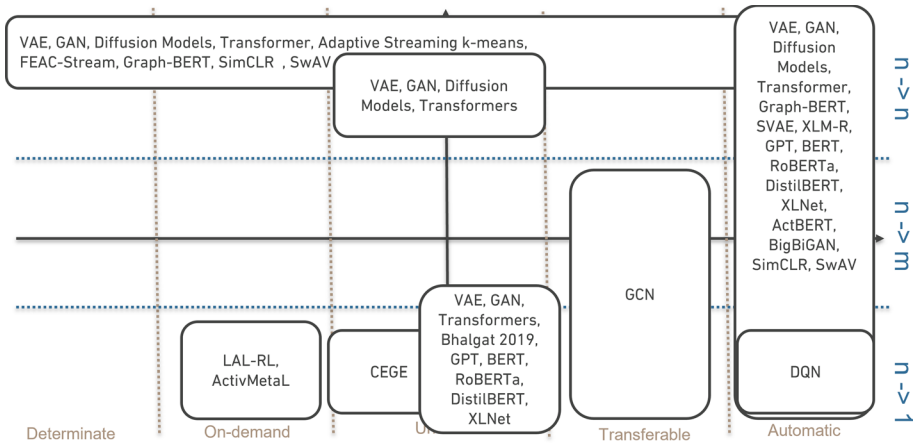 VAE, GAN, Diffusion Models, Transformer, Adaptive Streaming k-means,
FEAC-Stream, Graph-BERT, SimCLR , SwAV
VAE, GAN, Diffusion
Models, Transformers
VAE, GAN,
Diffusion
Models,
Transformer,
Graph-BERT,
SVAE, XLM-R,
GPT, BERT,
RoBERTa,
DistilBERT,
XLNet,
ActBERT,
BigBiGAN,
SimCLR, SwAV
n -> n
n -> m
GCN
VAE, GAN,
Transformers,
Bhalgat 2019,
GPT, BERT,
RoBERTa,
DistilBERT,
XLNet
LAL-RL,
ActivMetaL
CEGE
DQN
n -> 1
Determinate
On-demand
Transferable
Automatic